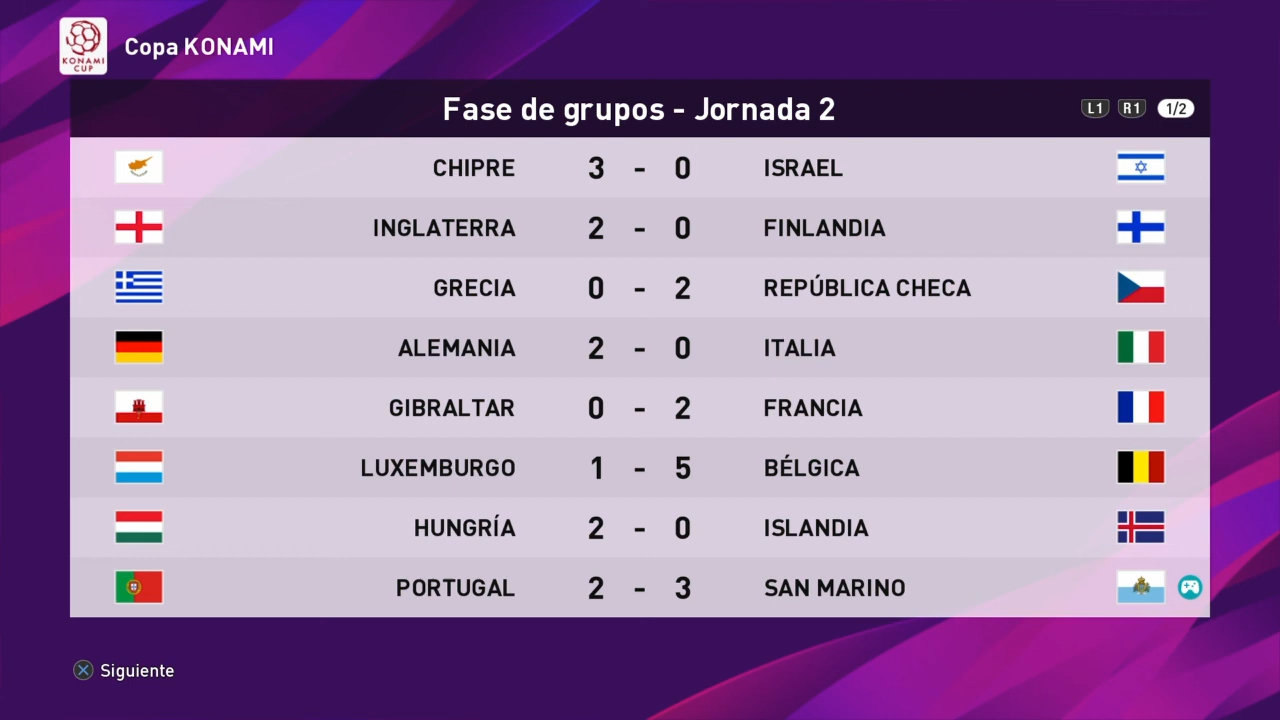 KONAMI
CUP
Copa KONAMI
Fase de grupos - Jornada 2
L1 R1 1/2
CHIPRE 3 - 0 ISRAEL
INGLATERRA 2 - 0 FINLANDIA
GRECIA 0 - 2 REPÚBLICA CHECA
ALEMANIA 2 - 0 ITALIA
GIBRALTAR 0 - 2 FRANCIA
LUXEMBURGO 1 - 5 BÉLGICA
HUNGRÍA 2 - 0 ISLANDIA
PORTUGAL 2 - 3 SAN MARINO
Siguiente